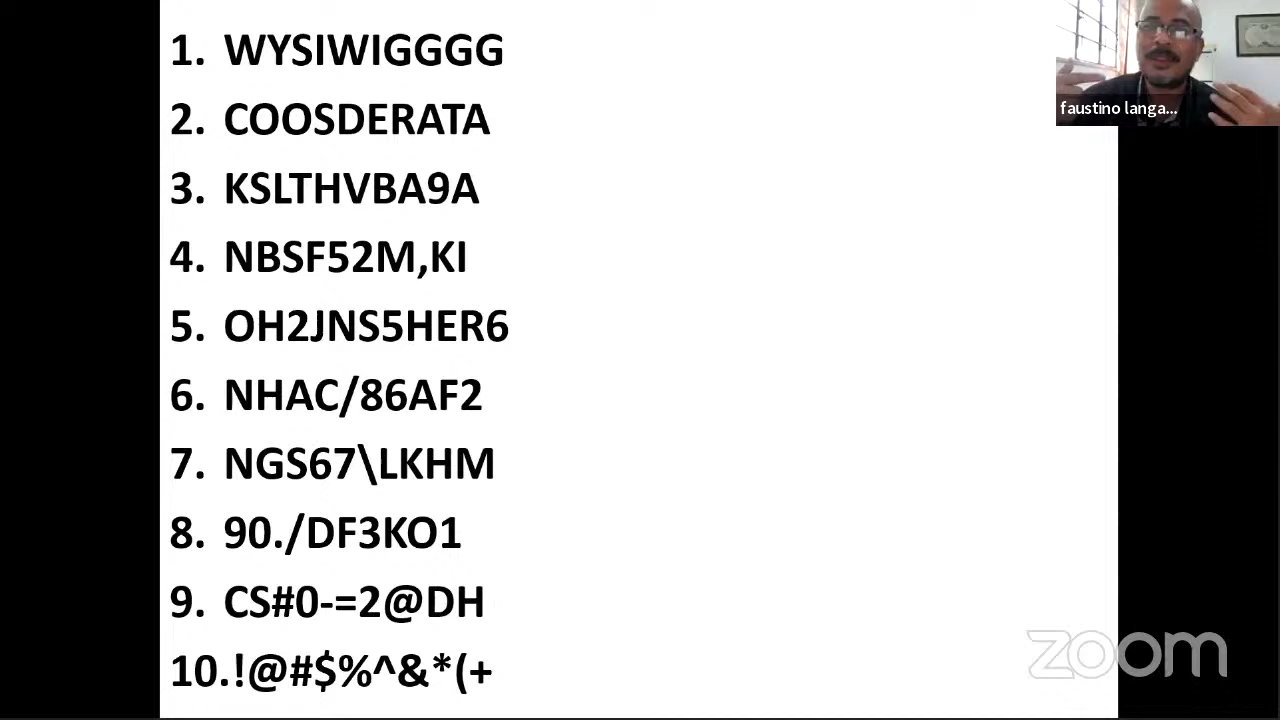 1. WYSIWIGGGG
2. COOSDERATA
3. KSLTHVBA9A
4. NBSF52M,KI
5. OH2JNS5HER6
6. NHAC/86AF2
7. NGS67\LKHM
8. 90./DF3KO1
9. CS#0-=2@DH
10.!@#$%^&*(+
faustino langa...
zoom